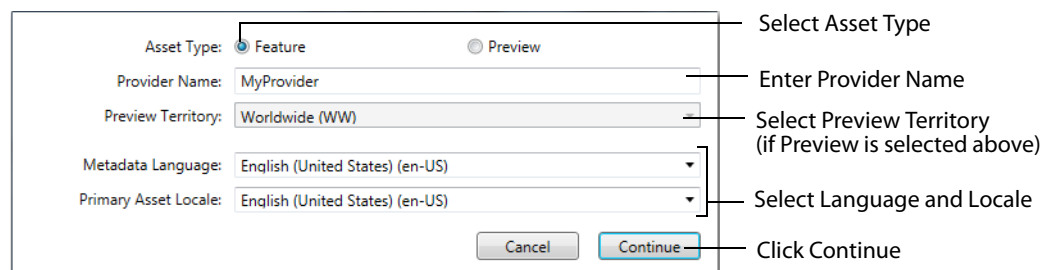 Select Asset Type
Asset Type: Feature Preview
Provider Name: MyProvider
Enter Provider Name
Preview Territory: Worldwide (WW)
Select Preview Territory
(if Preview is selected above)
Metadata Language: English (United States) (en-US)
Primary Asset Locale: English (United States) (en-US)
Select Language and Locale
Cancel Continue
Click Continue